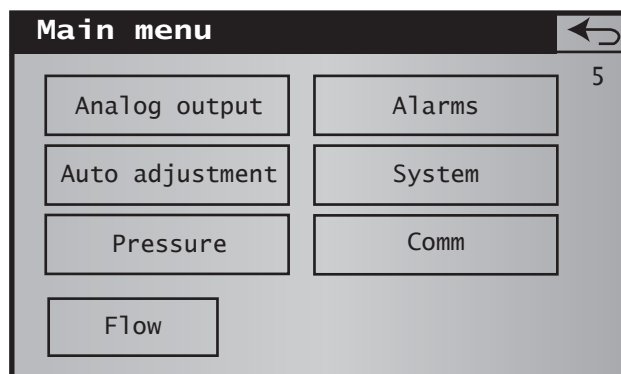 Main menu
5
Analog output
Alarms
Auto adjustment
System
Pressure
Comm
Flow